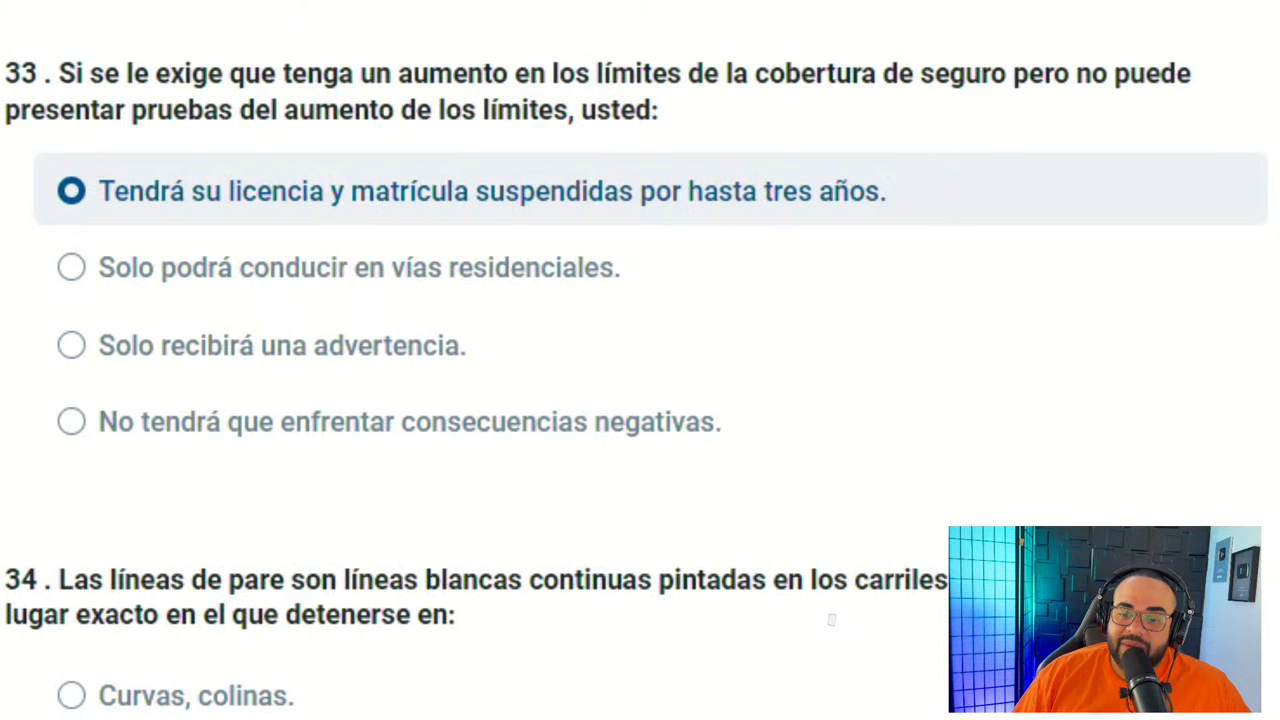 33 . Si se le exige que tenga un aumento en los límites de la cobertura de seguro pero no puede
presentar pruebas del aumento de los límites, usted:
Tendrá su licencia y matrícula suspendidas por hasta tres años.
Solo podrá conducir en vías residenciales.
Solo recibirá una advertencia.
No tendrá que enfrentar consecuencias negativas.
34 . Las líneas de pare son líneas blancas continuas pintadas en los carriles
lugar exacto en el que detenerse en:
Curvas, colinas.